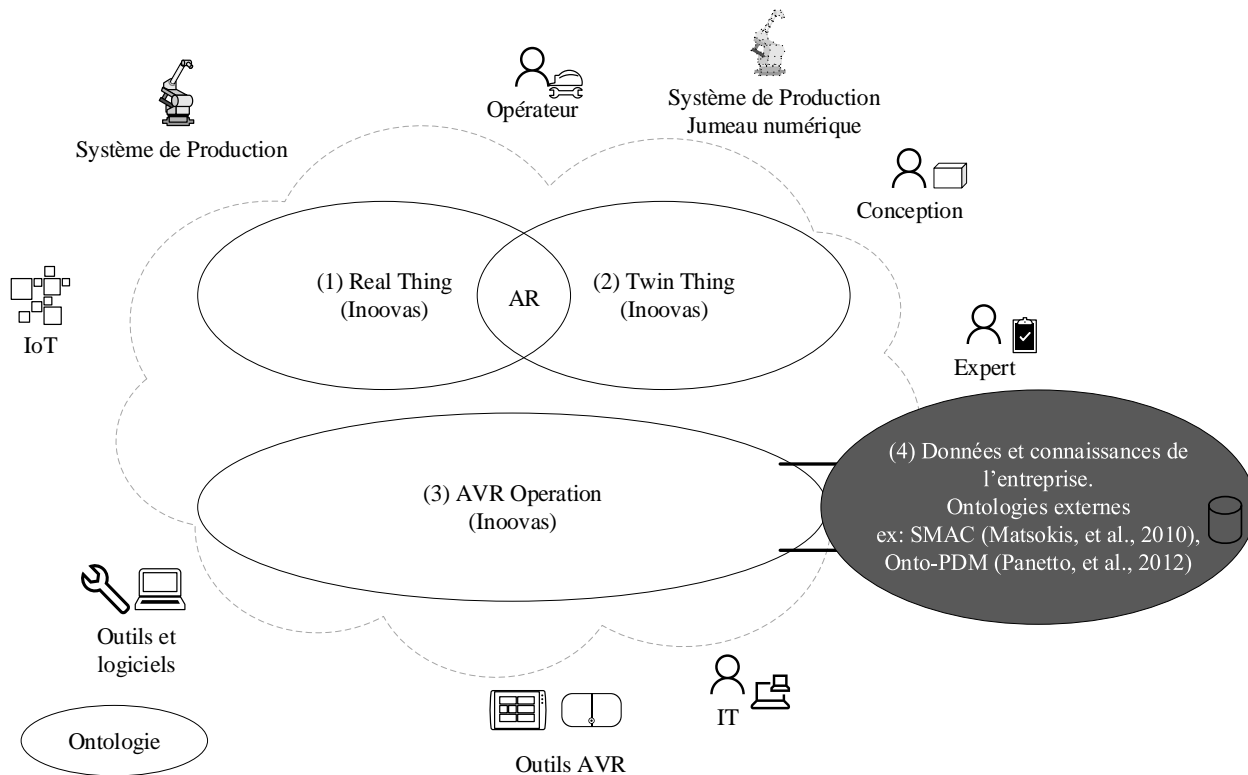 Système de Production
Opérateur
Système de Production
Jumeau numérique
Conception
(1) Real Thing
(Inoovas)
AR
(2) Twin Thing
(Inoovas)
IoT
Expert
(3) AVR Operation
(Inoovas)
(4) Données et connaissances de
l’entreprise.
Ontologies externes
ex: SMAC (Matsokis, et al., 2010),
Onto-PDM (Panetto, et al., 2012)
Outils et
logiciels
IT
Ontologie
Outils AVR